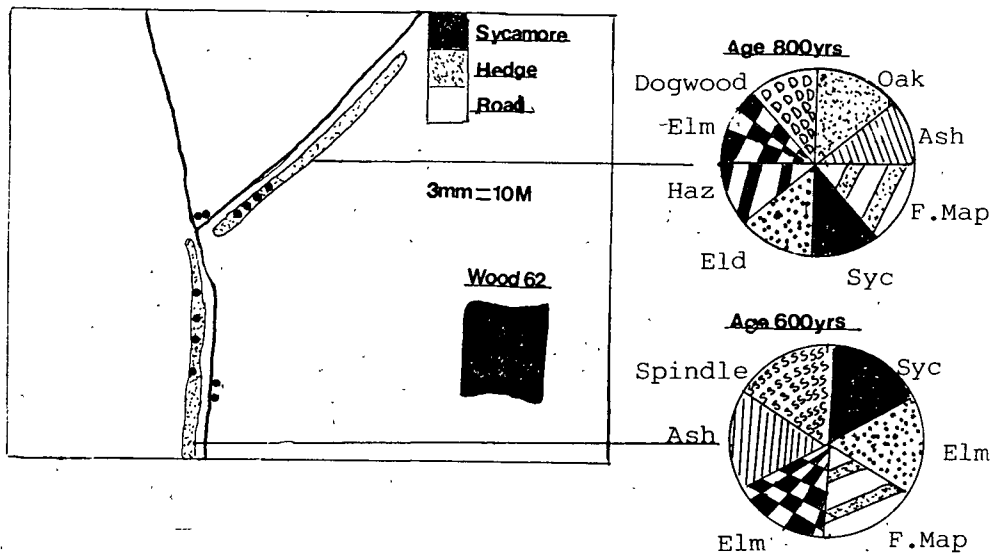 Sycamore
Hedge
Road
3mm=10M
Wood 62
Age 800yrs
Dogwood
Oak
Elm
Ash
Haz
F.Map
Eld
Syc
Age 600yrs
Spindle
Syc
Ash
Elm
Elm
F.Map